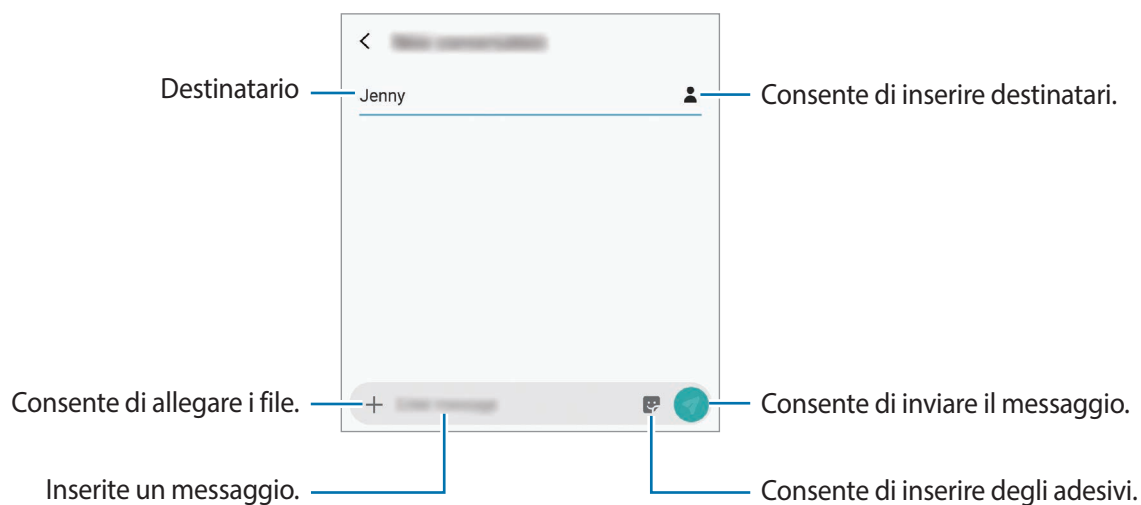 Destinatario
Jenny
Consente di inserire destinatari.
Consente di allegare i file.
Consente di inviare il messaggio.
Inserite un messaggio.
Consente di inserire degli adesivi.